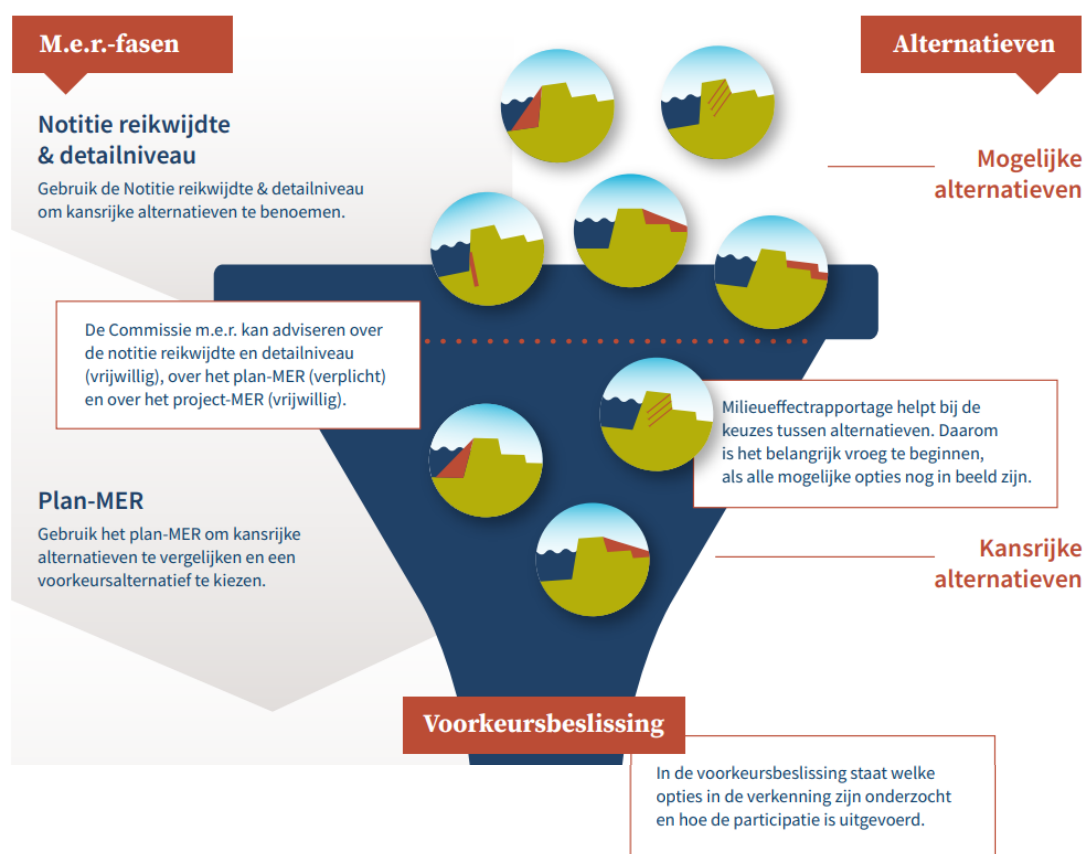 M.e.r.-fasen
Alternatieven
Notitie reikwijdte
& detailniveau
Gebruik de Notitie reikwijdte & detailniveau
om kansrijke alternatieven te benoemen.
Mogelijke
alternatieven
De Commissie m.e.r. kan adviseren over
de notitie reikwijdte en detailniveau
(vrijwillig), over het plan-MER (verplicht)
en over het project-MER (vrijwillig).
Milieueffectrapportage helpt bij de
keuzes tussen alternatieven. Daarom
is het belangrijk vroeg te beginnen,
als alle mogelijke opties nog in beeld zijn.
Plan-MER
Gebruik het plan-MER om kansrijke
alternatieven te vergelijken en een
voorkeursalternatief te kiezen.
Kansrijke
alternatieven
Voorkeursbeslissing
In de voorkeursbeslissing staat welke
opties in de verkenning zijn onderzocht
en hoe de participatie is uitgevoerd.